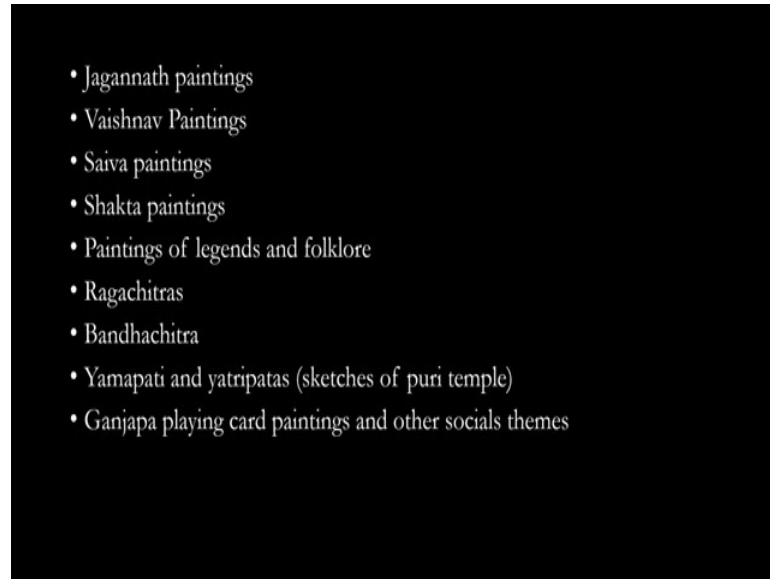 • Jagannath paintings
• Vaishnav Paintings
• Saiva paintings
• Shakta paintings
• Paintings of legends and folklore
• Ragachitras
• Bandhachitra
• Yamapati and yatripatas (sketches of puri temple)
• Ganjapa playing card paintings and other socials themes